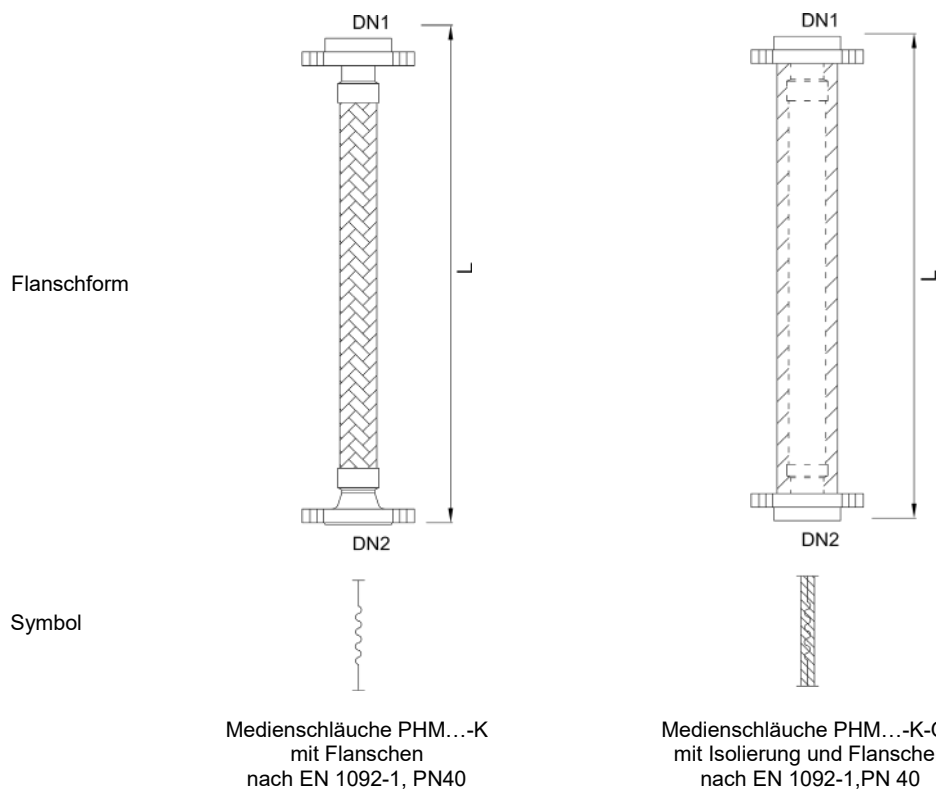 DN1
DN1
L
L
Flanschform
DN2
DN2
Symbol
Medienschläuche PHM…-K
mit Flanschen
nach EN 1092-1, PN40
Medienschläuche PHM…-K-
mit Isolierung und Flansche
nach EN 1092-1,PN 40